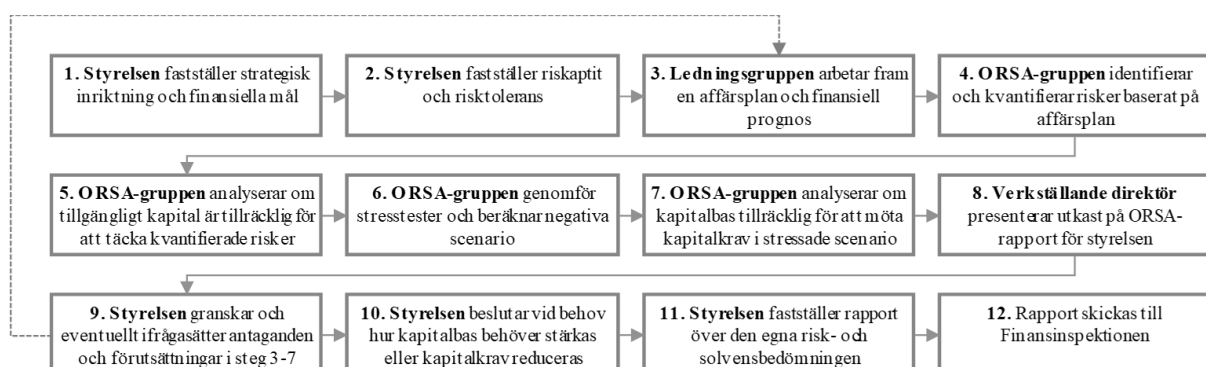 1. Styrelsen fastställer strategisk
inriktning och finansiella mål
2. Styrelsen fastställer riskaptit
och risktolerans
3. Ledningsgruppen arbetar fram
en affärsplan och finansiell
prognos
4. ORSA-gruppen identifierar
och kvantifierar risker baserat på
affärsplan
5. ORSA-gruppen analyserar om
tillgängligt kapital är tillräcklig för
att täcka kvantifierade risker
6. ORSA-gruppen genomför
stresstester och beräknar negativa
scenario
7. ORSA-gruppen analyserar om
kapitalbas tillräcklig för att möta
kapitalkrav i stressade scenario
8. Verkställande direktör
presenterar utkast på ORSA-
rapport för styrelsen
9. Styrelsen granskar och
eventuellt ifrågasätter antaganden
och förutsättningar i steg 3-7
10. Styrelsen beslutar vid behov
hur kapitalbas behöver stärkas
eller kapitalkrav reduceras
11. Styrelsen fastställer rapport
över den egna risk- och
solvensbedömningen
12. Rapport skickas till
Finansinspektionen